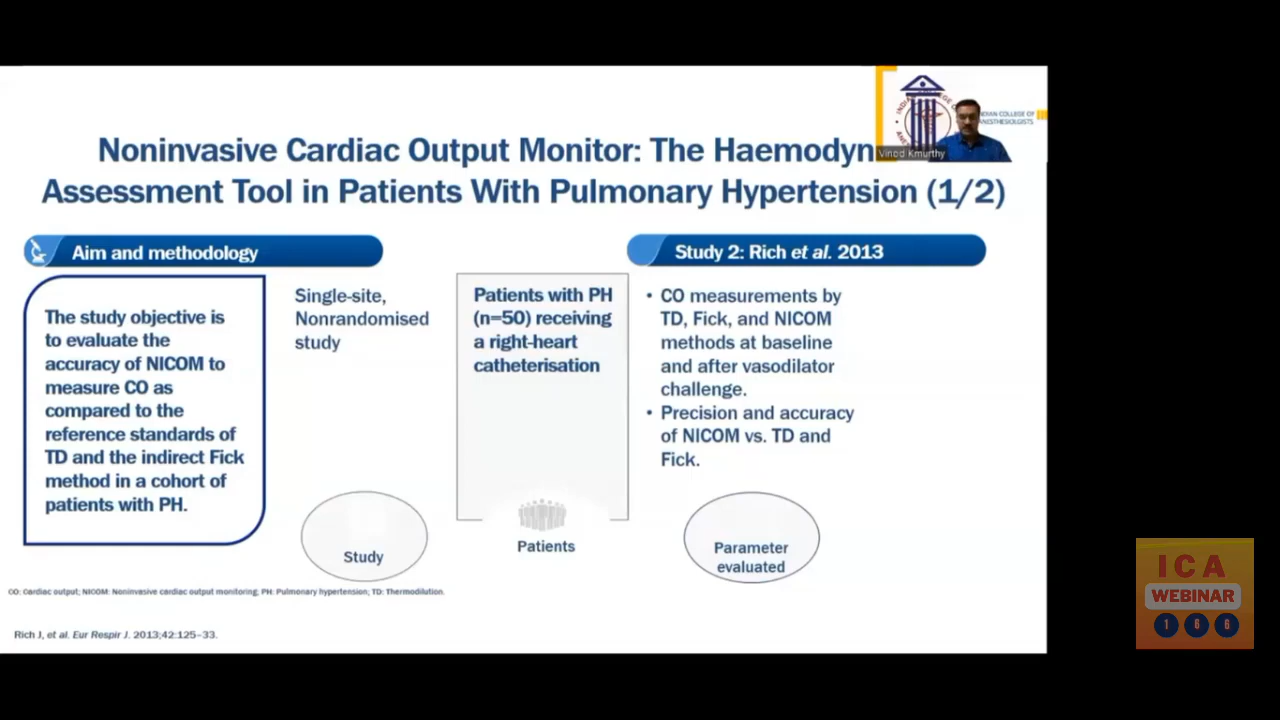 Noninvasive Cardiac Output Monitor: The Haemodyn
Assessment Tool in Patients With Pulmonary Hypertension (1/2)
INDIAN COLLEGE OF
ANESTHESIOLOGISTS
Vinod Kmurthy
Aim and methodology
The study objective is
to evaluate the
accuracy of NICOM to
measure CO as
compared to the
reference standards of
TD and the indirect Fick
method in a cohort of
patients with PH.
Single-site,
Nonrandomised
study
Study
Patients with PH
(n=50) receiving
a right-heart
catheterisation
Patients
Study 2: Rich et al. 2013
• CO measurements by
TD, Fick, and NICOM
methods at baseline
and after vasodilator
challenge.
• Precision and accuracy
of NICOM vs. TD and
Fick.
Parameter
evaluated
CO: Cardiac output; NICOM: Noninvasive cardiac output monitoring; PH: Pulmonary hypertension; TD: Thermodilution.
Rich J, et al. Eur Respir J. 2013;42:125–33.
ICA
WEBINAR
1 6 6